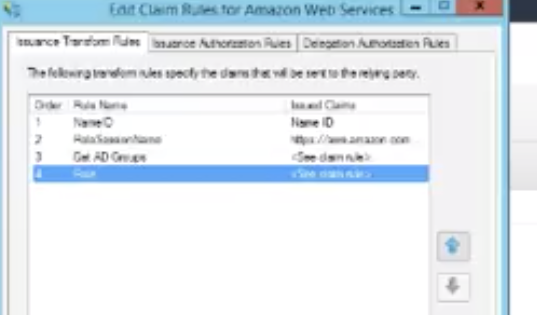 Edit Claim Rules for Amazon Web Services
Issuance Transform Rules Issuance Authorization Rules Delegation Authorization Rules
The following transform rules specify the claims that will be sent to the relying party.
Order Rule Name Issued Claims
1 NameID Name ID
2 RoleSessionName https://aws.amazon.com...
3 Get AD Groups <See claim rule>
4 Role <See claim rule>